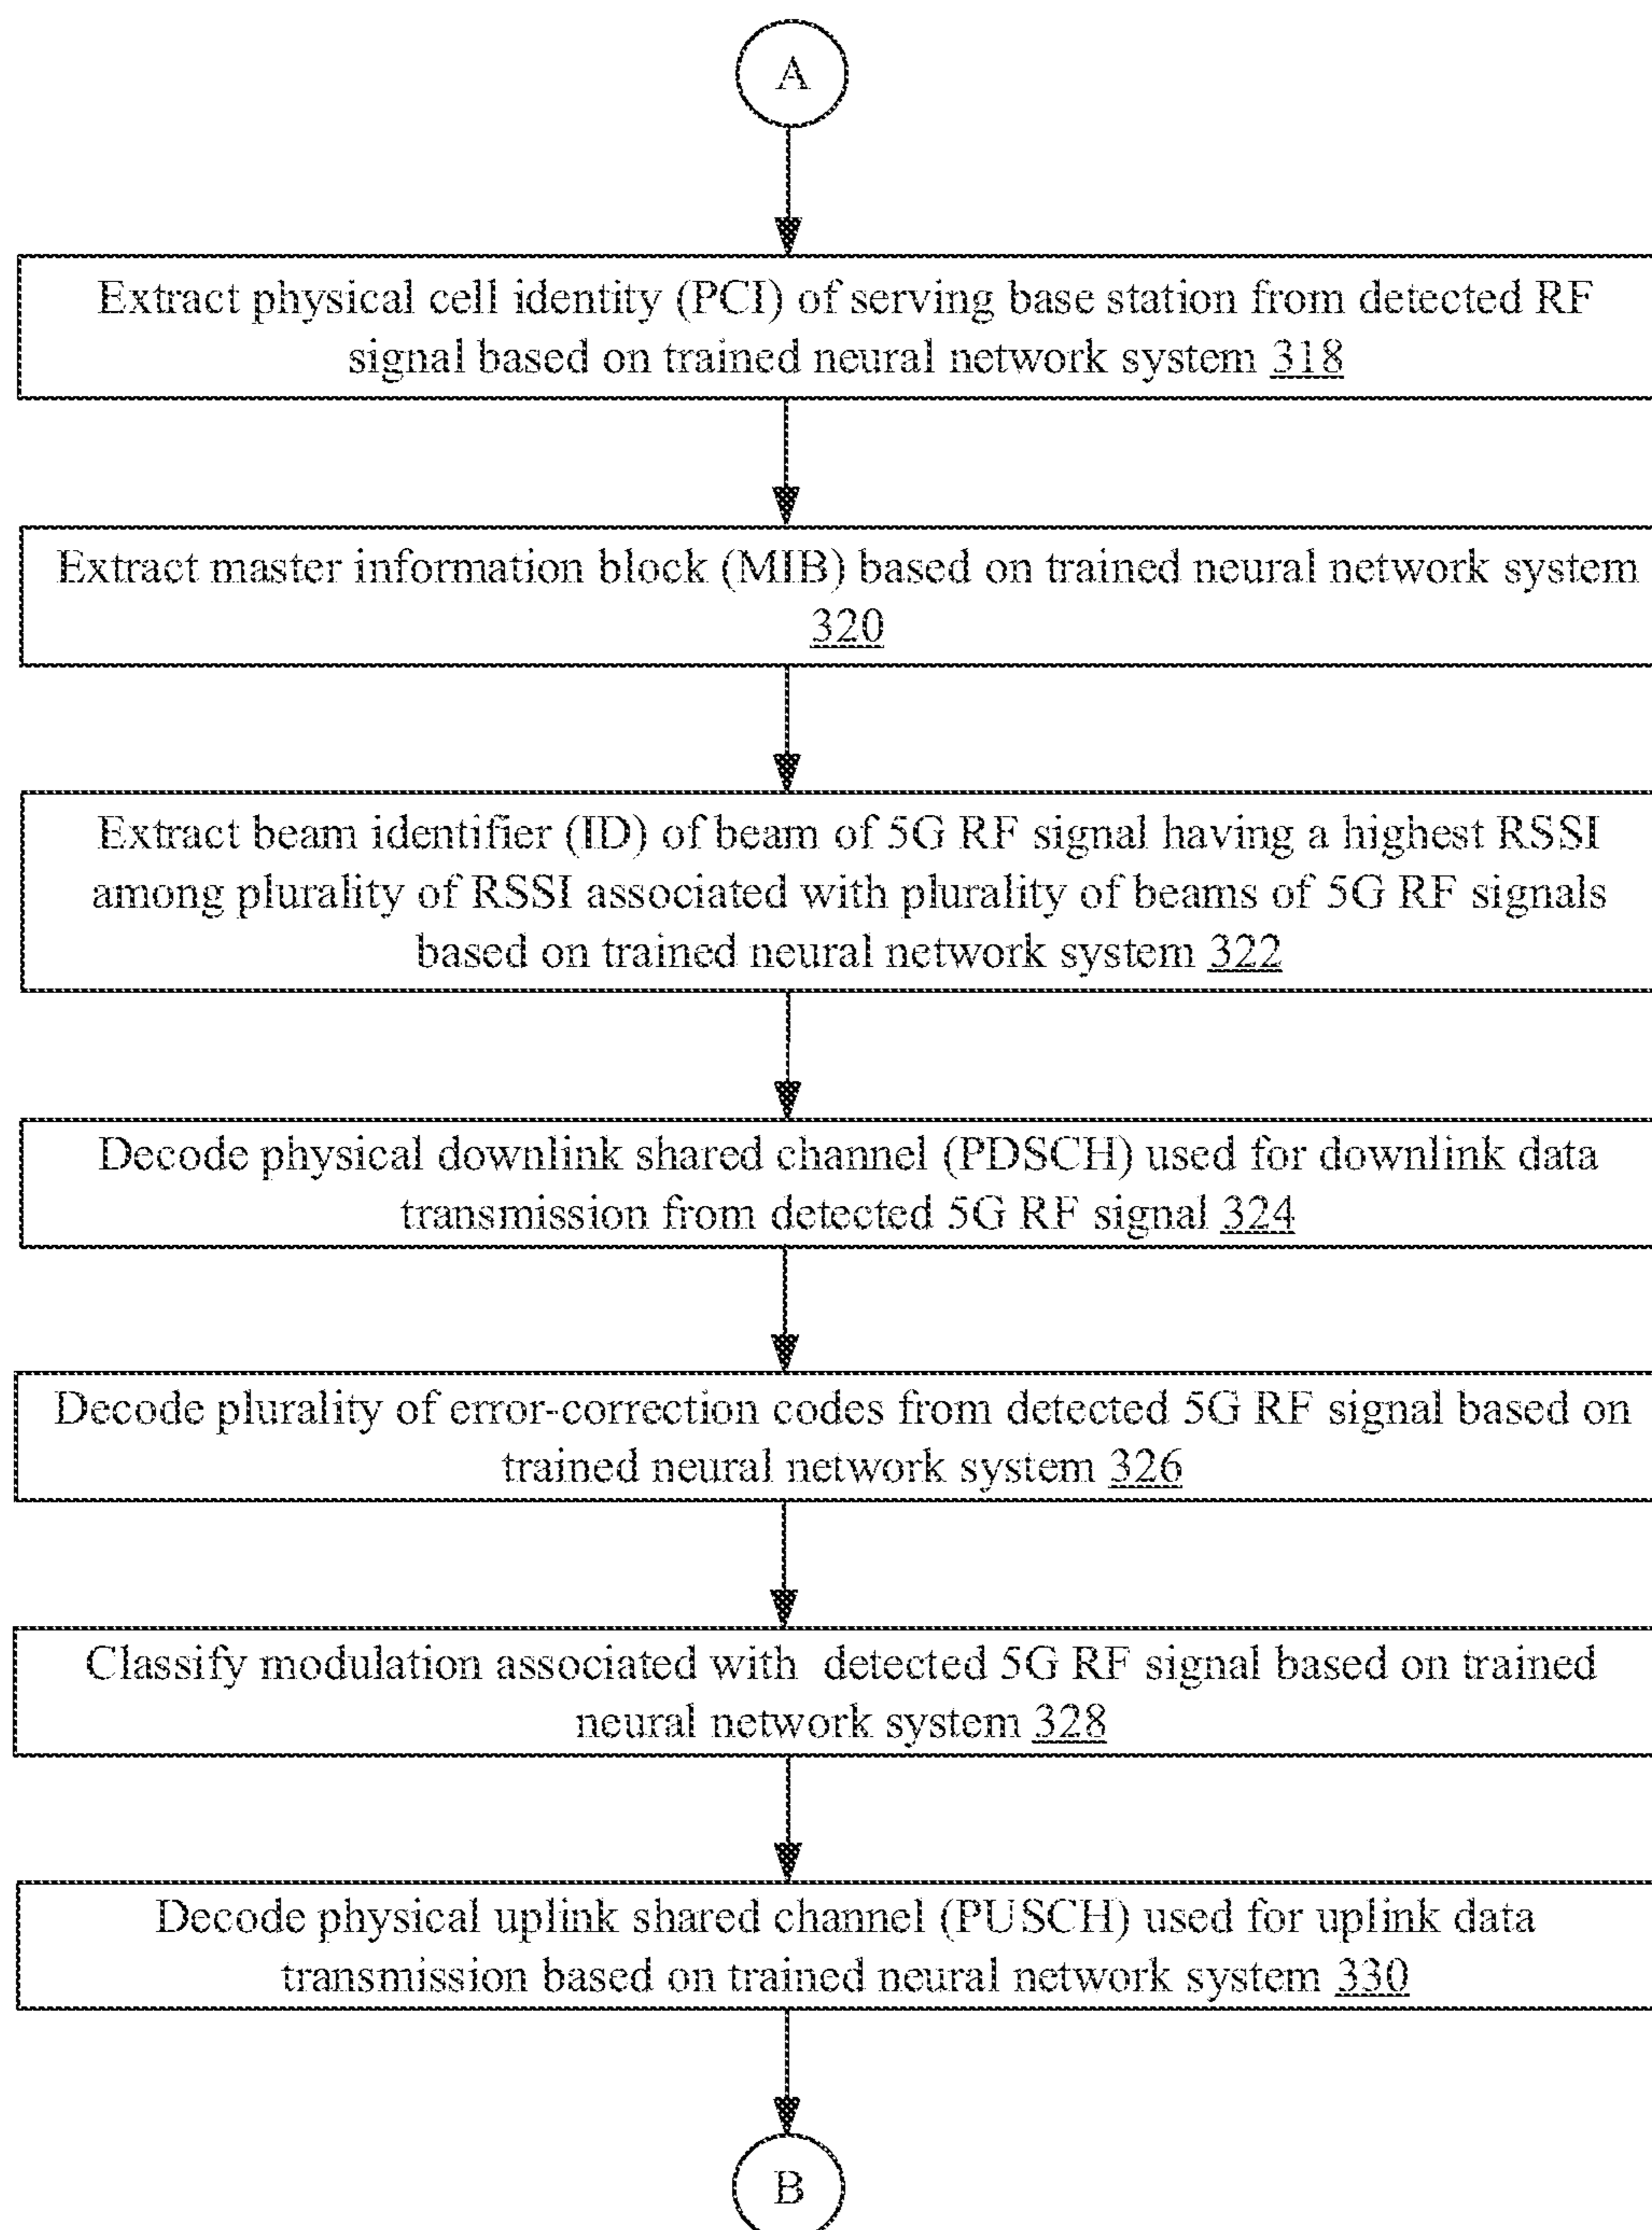 A
Extract physical cell identity (PCI) of serving base station from detected RF
signal based on trained neural network system 318
Extract master information block (MIB) based on trained neural network system
320
Extract beam identifier (ID) of beam of 5G RF signal having a highest RSSI
among plurality of RSSI associated with plurality of beams of 5G RF signals
based on trained neural network system 322
Decode physical downlink shared channel (PDSCH) used for downlink data
transmission from detected 5G RF signal 324
Decode plurality of error-correction codes from detected 5G RF signal based on
trained neural network system 326
Classify modulation associated with detected 5G RF signal based on trained
neural network system 328
Decode physical uplink shared channel (PUSCH) used for uplink data
transmission based on trained neural network system 330
B